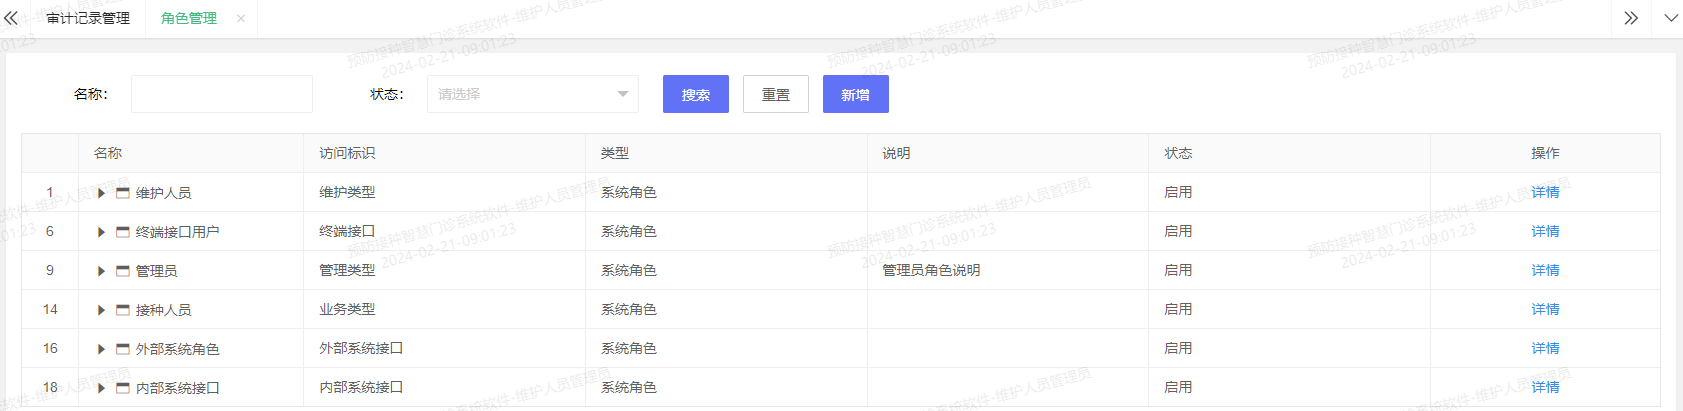 审计记录管理 角色管理
名称： 状态： 请选择 搜索 重置 新增
名称 访问标识 类型 说明 状态 操作
1 维护人员 维护类型 系统角色 启用 详情
6 终端接口用户 终端接口 系统角色 启用 详情
9 管理员 管理类型 系统角色 管理员角色说明 启用 详情
14 接种人员 业务类型 系统角色 启用 详情
16 外部系统角色 外部系统接口 系统角色 启用 详情
18 内部系统接口 内部系统接口 系统角色 启用 详情
预防接种智慧门诊系统软件-维护人员管理员
2024-02-21-09:01:23